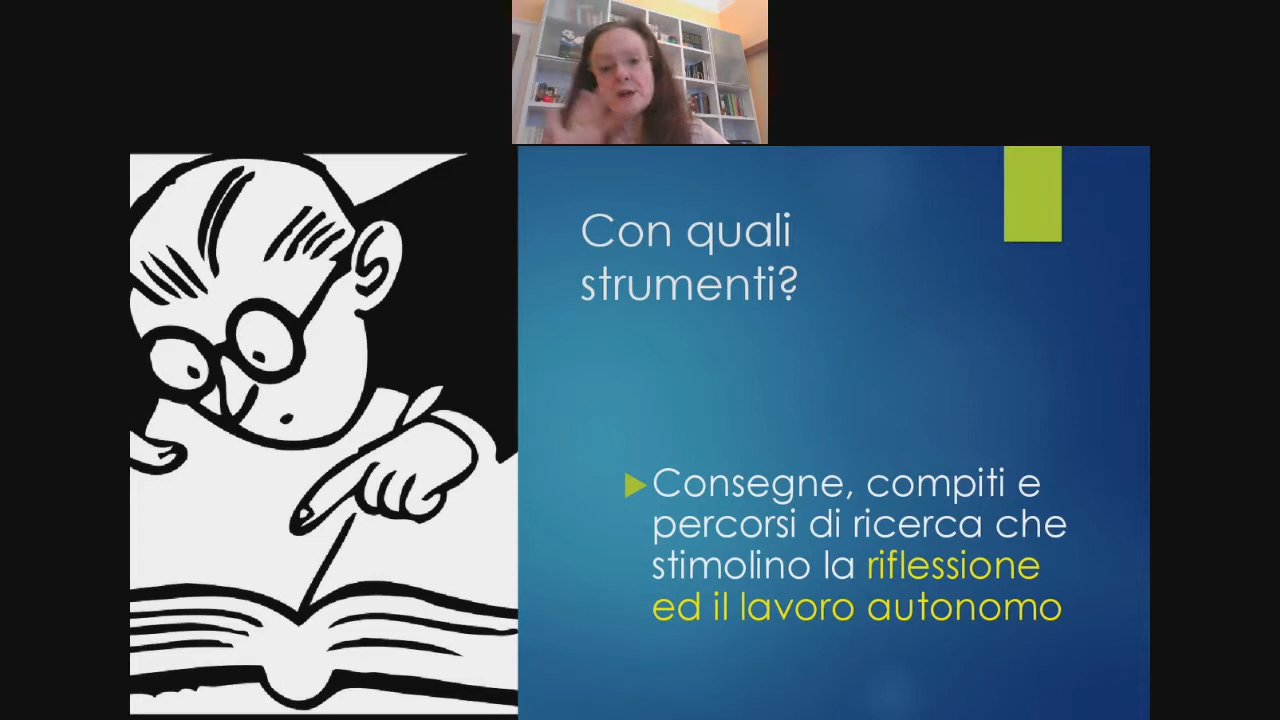 Con quali
strumenti?
Consegne, compiti e
percorsi di ricerca che
stimolino la riflessione
ed il lavoro autonomo